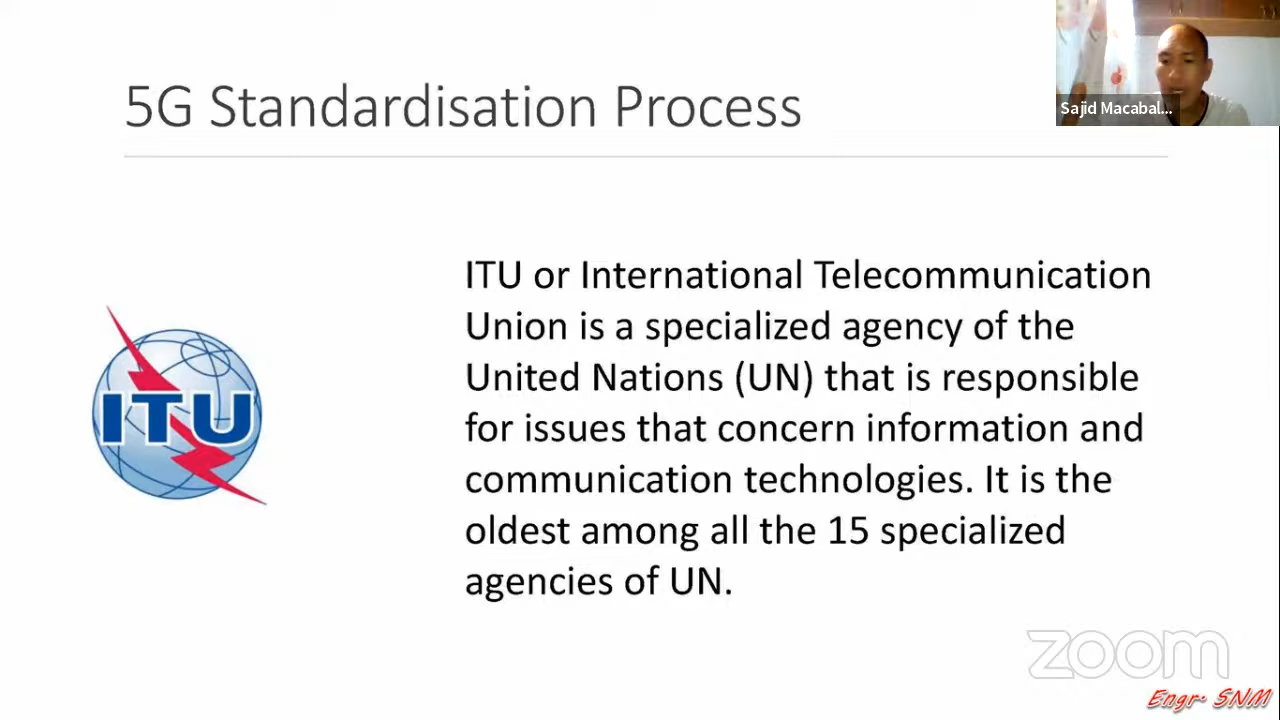 5G Standardisation Process
Sajid Macabal...
ITU or International Telecommunication
Union is a specialized agency of the
United Nations (UN) that is responsible
for issues that concern information and
communication technologies. It is the
oldest among all the 15 specialized
agencies of UN.
ITU
zoom
Engr. SNM